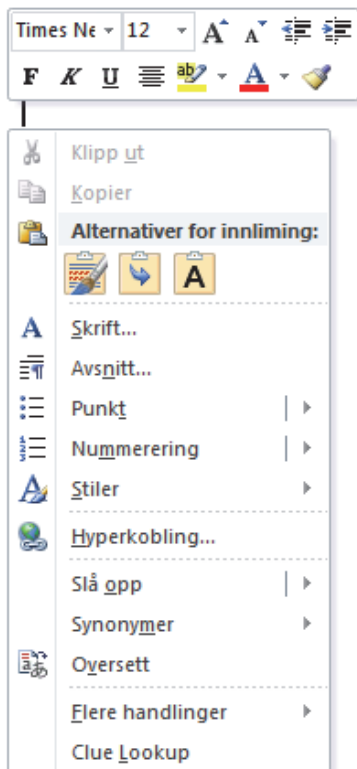 Times Ne 12 A A
F K U ab A
Klipp ut
Kopier
Alternativer for innliming:
A
A Skrift...
Avsnitt...
Punkt
Nummerering
Stiler
Hyperkobling...
Slå opp
Synonymer
Oversett
Flere handlinger
Clue Lookup